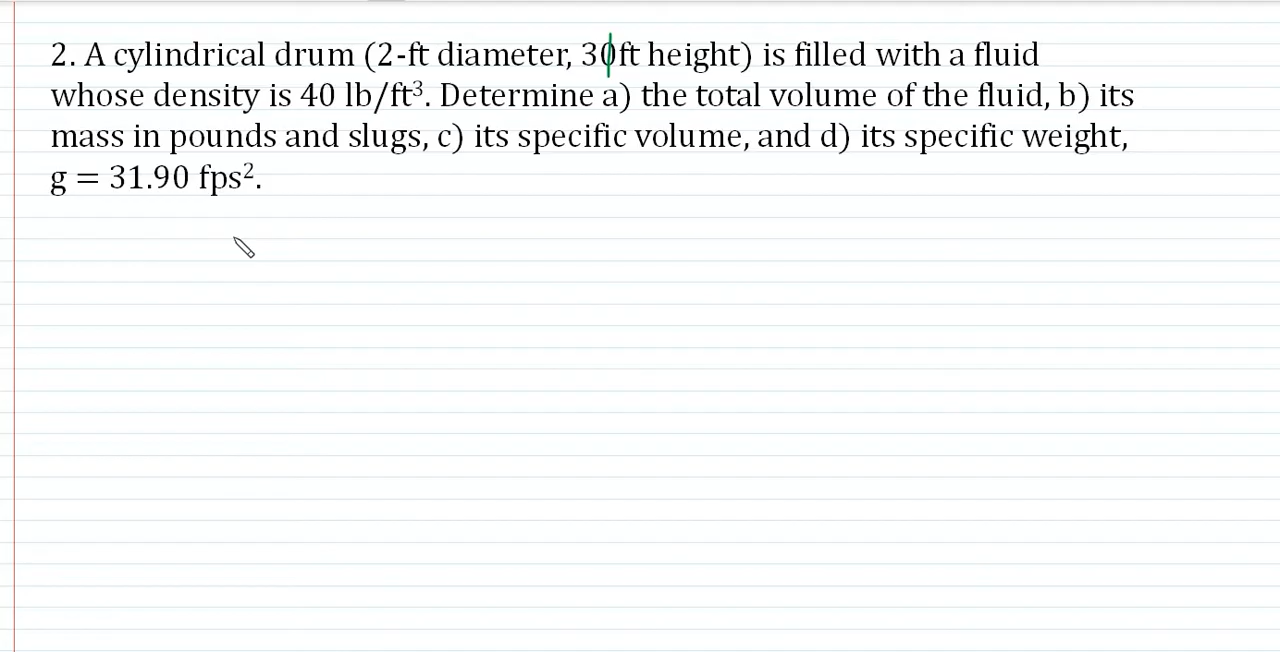 2. A cylindrical drum (2-ft diameter, 30ft height) is filled with a fluid
whose density is 40 lb/ft³. Determine a) the total volume of the fluid, b) its
mass in pounds and slugs, c) its specific volume, and d) its specific weight,
g = 31.90 fps².